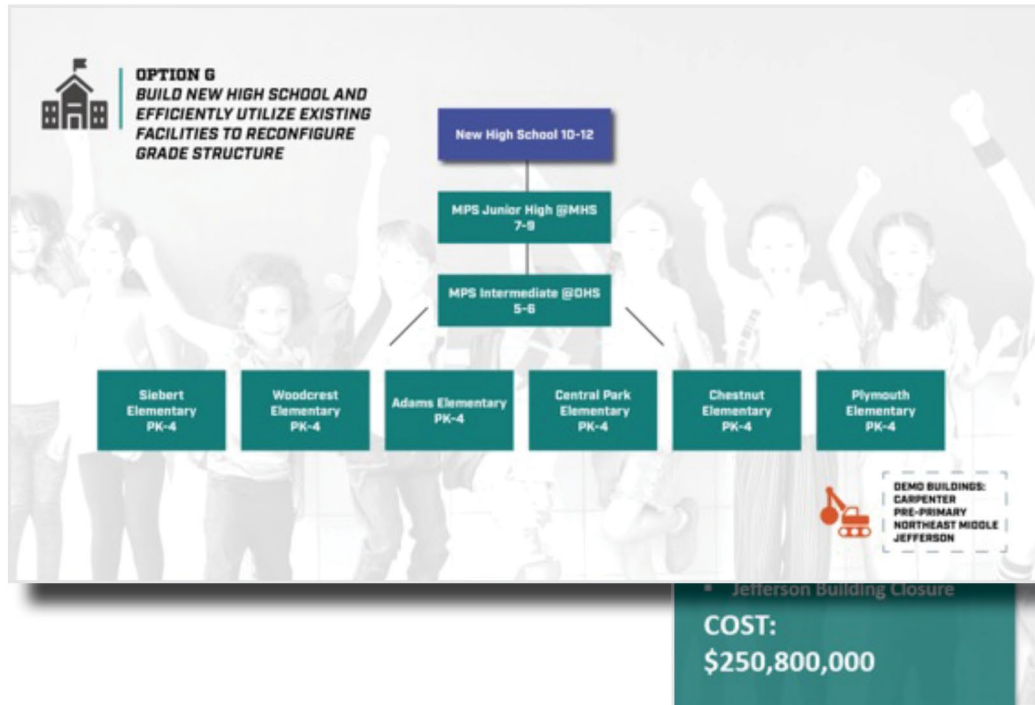 OPTION G
BUILD NEW HIGH SCHOOL AND
EFFICIENTLY UTILIZE EXISTING
FACILITIES TO RECONFIGURE
GRADE STRUCTURE
New High School 10-12
MPS Junior High @MHS
7-9
MPS Intermediate @DHS
5-6
Siebert
Elementary
PK-4
Woodcrest
Elementary
PK-4
Adams Elementary
PK-4
Central Park
Elementary
PK-4
Chestnut
Elementary
PK-4
Plymouth
Elementary
PK-4
DEMO BUILDINGS:
CARPENTER
PRE-PRIMARY
NORTHEAST MIDDLE
JEFFERSON
▪ Jefferson Building Closure
COST:
$250,800,000